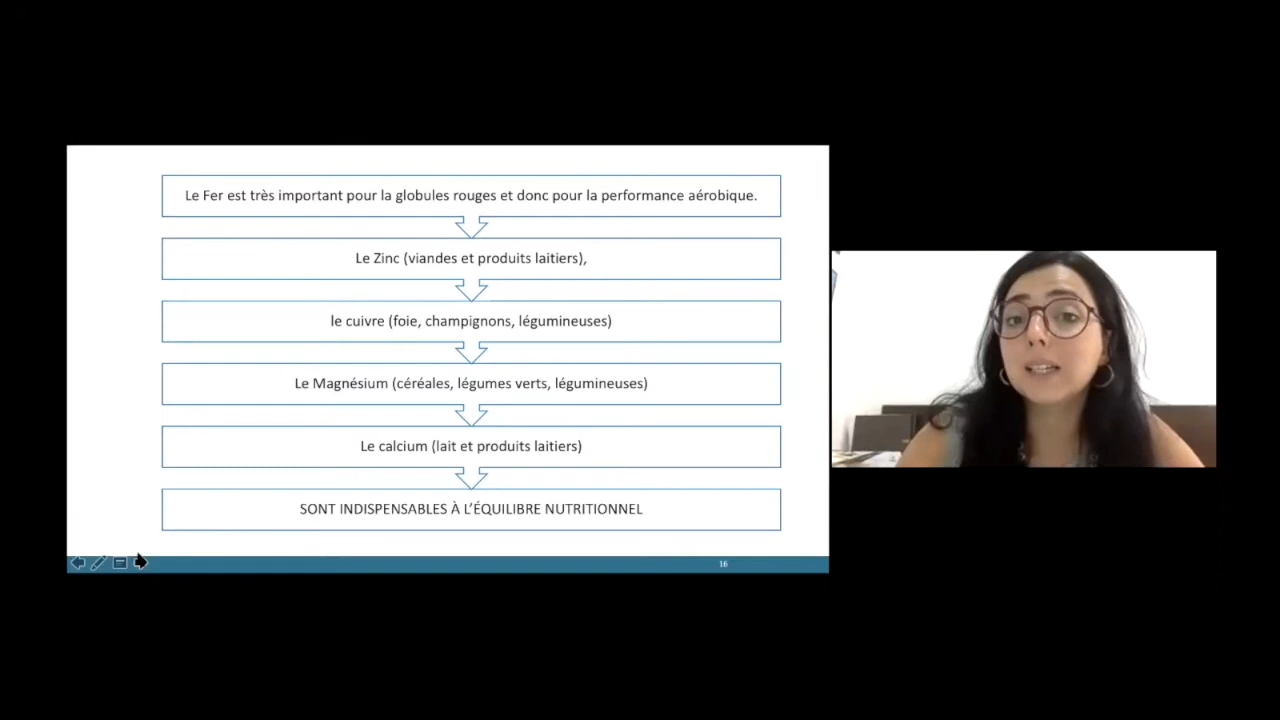 Le Fer est très important pour la globules rouges et donc pour la performance aérobique.
Le Zinc (viandes et produits laitiers),
le cuivre (foie, champignons, légumineuses)
Le Magnésium (céréales, légumes verts, légumineuses)
Le calcium (lait et produits laitiers)
SONT INDISPENSABLES À L’ÉQUILIBRE NUTRITIONNEL
16